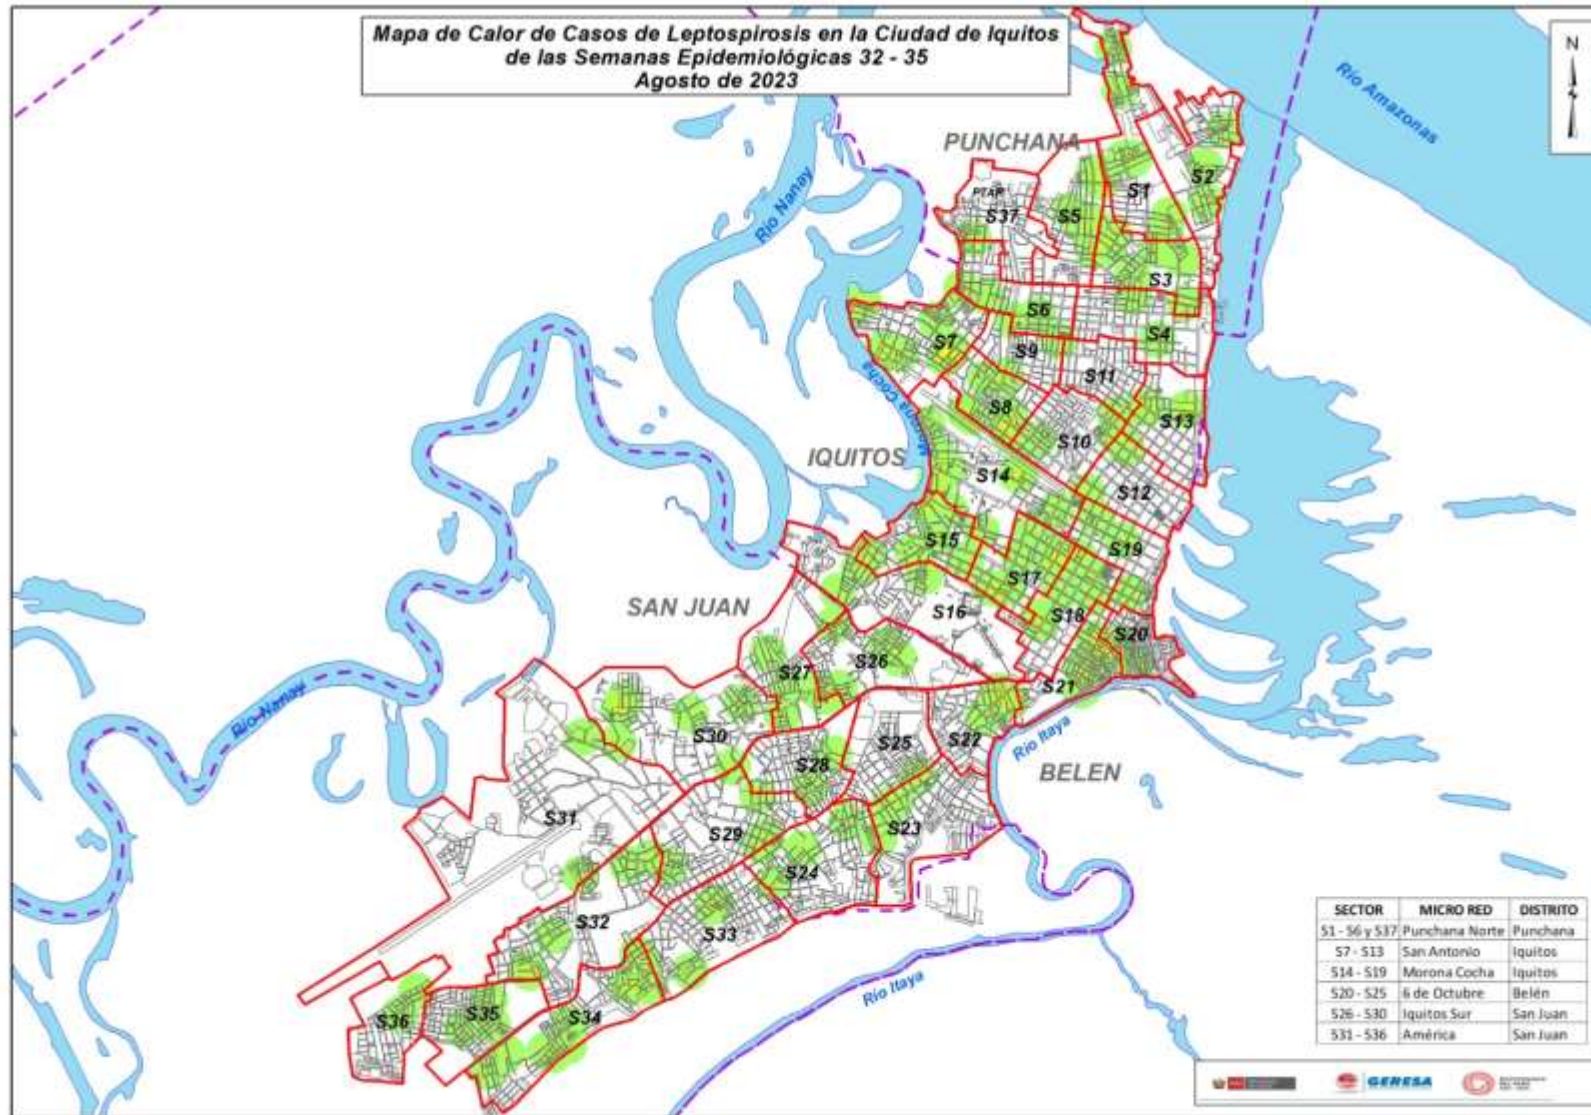 Mapa de Calor de Casos de Leptospirosis en la Ciudad de Iquitos
de las Semanas Epidemiológicas 32 - 35
Agosto de 2023
N
Río Amazonas
PUNCHANA
Río Nanay
PTAR
S37
S5
S1
S2
S3
S6
S4
S7
S9
S11
Morona Cocha
S8
S13
S10
IQUITOS
S14
S12
S15
S19
S17
SAN JUAN
S16
S18
S20
S26
S27
S21
Río Nanay
S30
S25
S22
Río Itaya
S28
BELEN
S31
S29
S23
S24
S32
S33
Río Itaya
S36
S35
S34
SECTOR MICRO RED DISTRITO
S1 - S6 y S37 Punchana Norte Punchana
S7 - S13 San Antonio Iquitos
S14 - S19 Morona Cocha Iquitos
S20 - S25 6 de Octubre Belén
S26 - S30 Iquitos Sur San Juan
S31 - S36 América San Juan
GERESA